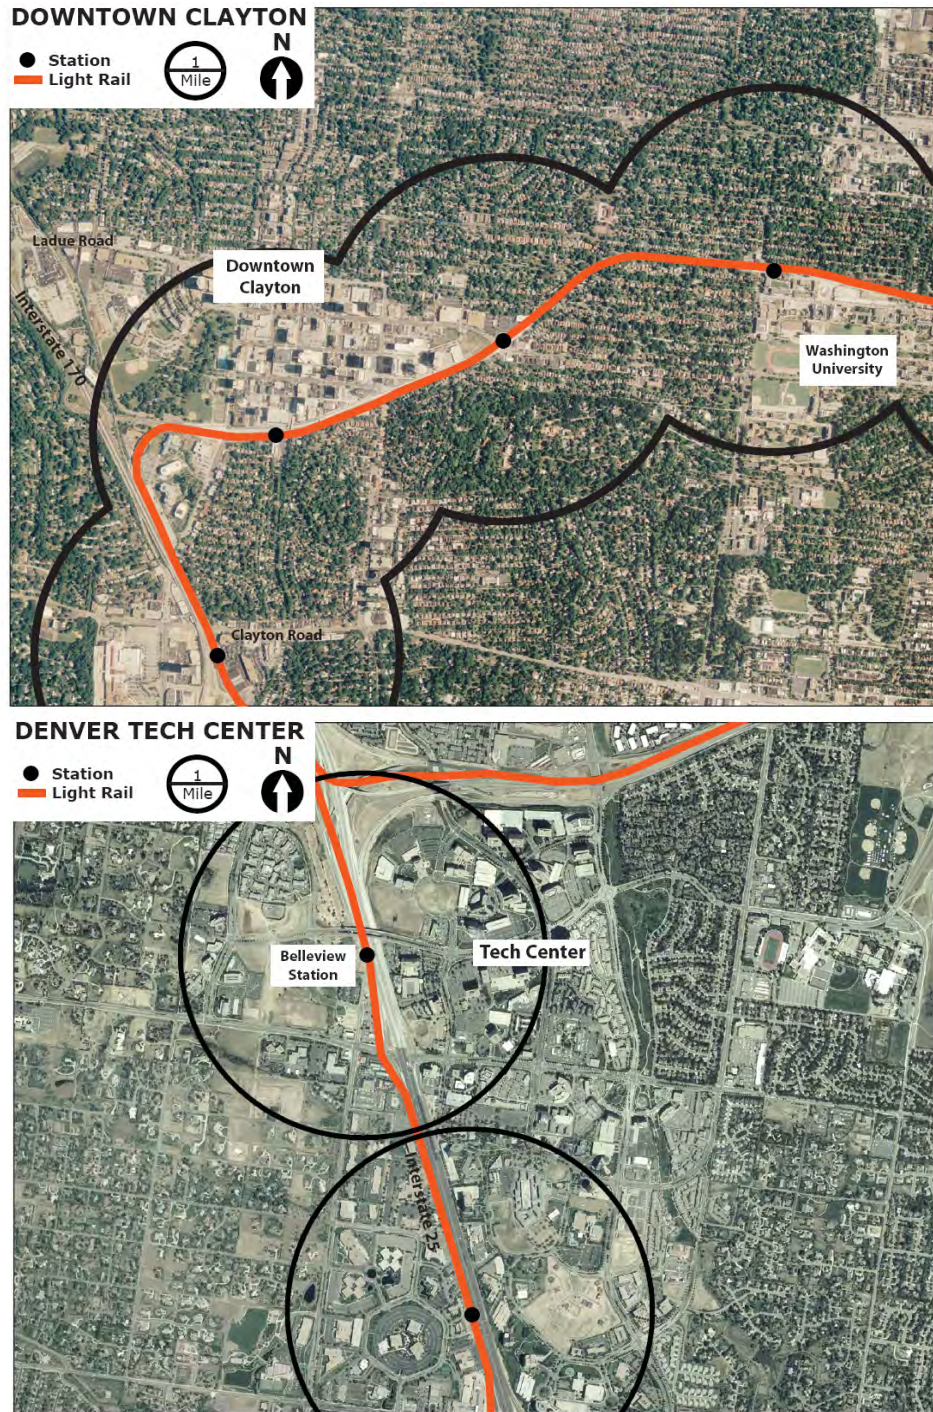 DOWNTOWN CLAYTON
Station
Light Rail
1
Mile
N
Ladue Road
Downtown
Clayton
Interstate 170
Washington
University
Clayton Road
DENVER TECH CENTER
Station
Light Rail
1
Mile
N
Belleview
Station
Tech Center
Interstate 25